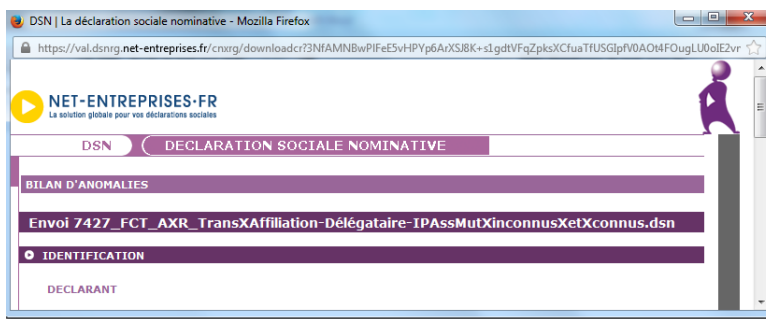 DSN | La déclaration sociale nominative - Mozilla Firefox
https://val.dsnrg.net-entreprises.fr/cnxrg/downloadcr?3NfAMNBwPIFeE5vHPYp6ArXSJ8K+s1gdtVFqZpksXCfuaTfUSGIpfV0AOt4FOugLU0oIE2vr
NET-ENTREPRISES·FR
La solution globale pour vos déclarations sociales
DSN DECLARATION SOCIALE NOMINATIVE
BILAN D'ANOMALIES
Envoi 7427_FCT_AXR_TransXAffiliation-Délégataire-IPAssMutXinconnusXetXconnus.dsn
IDENTIFICATION
DECLARANT